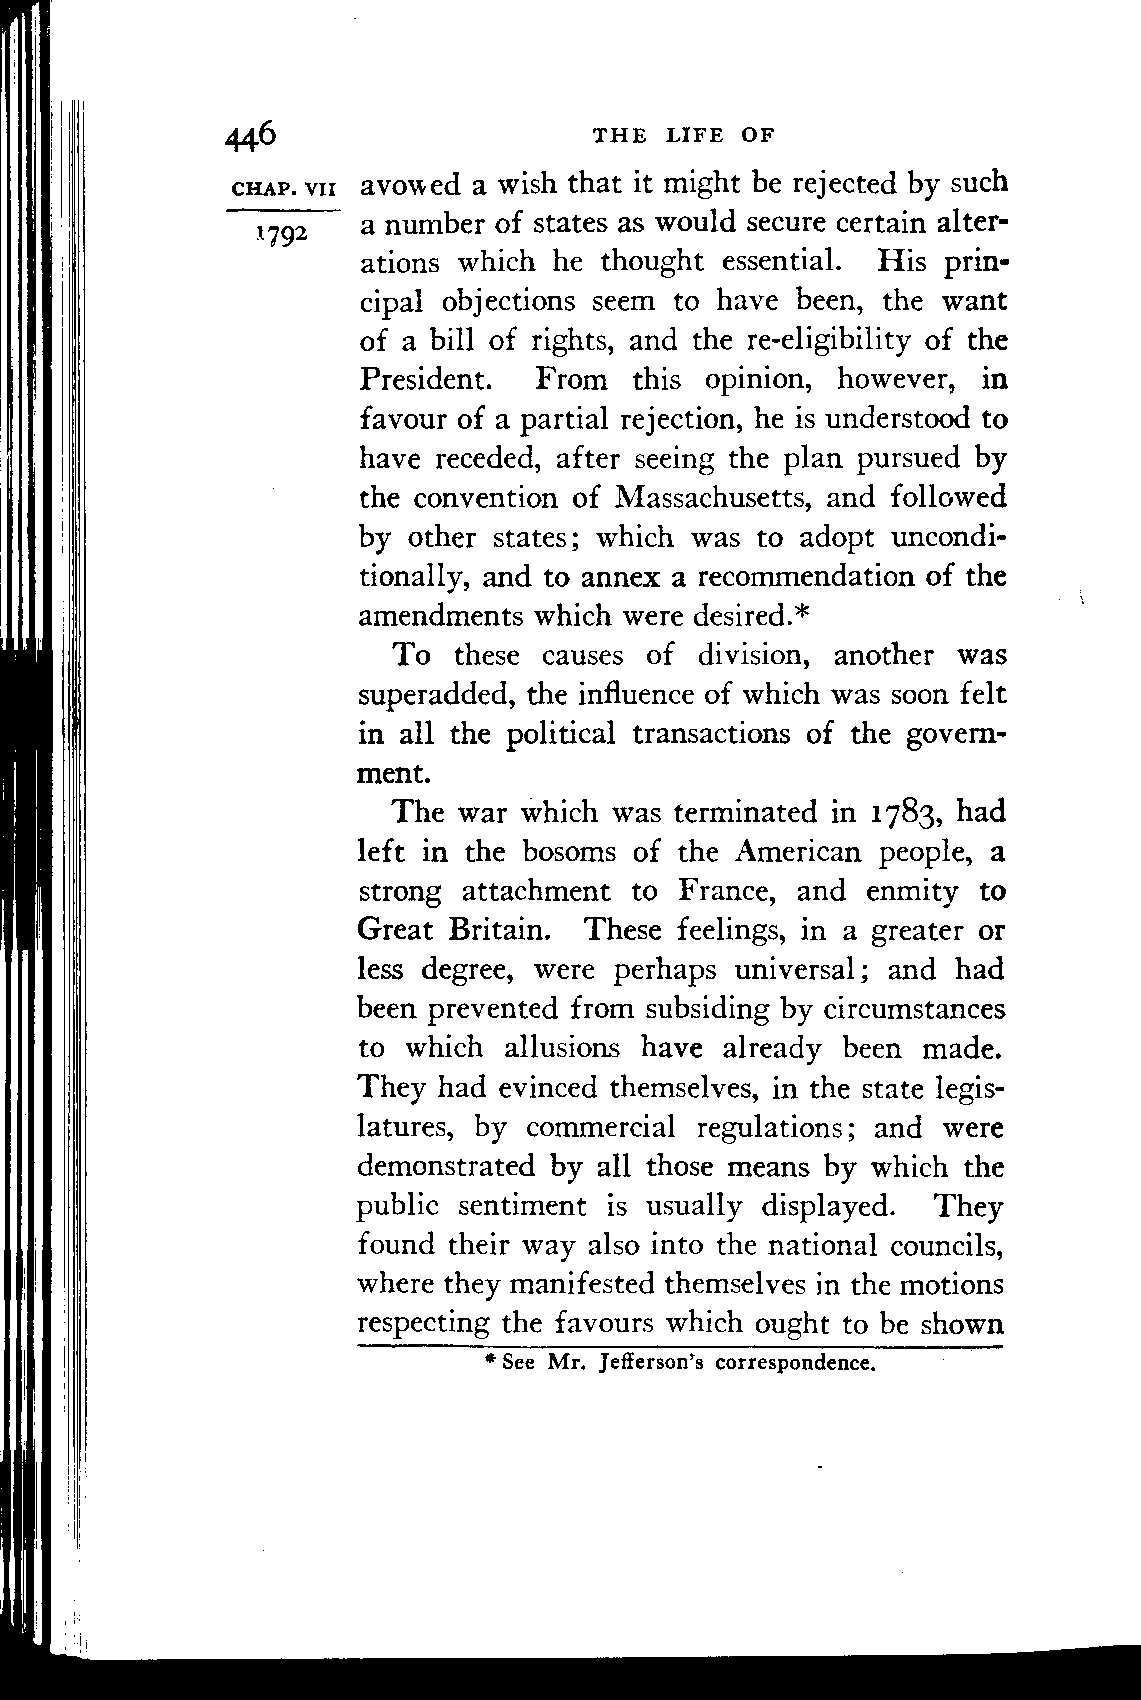 446 THE LIFE OF
CHAP. VII
1792
avowed a wish that it might be rejected by such
a number of states as would secure certain alter-
ations which he thought essential. His prin-
cipal objections seem to have been, the want
of a bill of rights, and the re-eligibility of the
President. From this opinion, however, in
favour of a partial rejection, he is understood to
have receded, after seeing the plan pursued by
the convention of Massachusetts, and followed
by other states; which was to adopt uncondi-
tionally, and to annex a recommendation of the
amendments which were desired.*
To these causes of division, another was
superadded, the influence of which was soon felt
in all the political transactions of the govern-
ment.
The war which was terminated in 1783, had
left in the bosoms of the American people, a
strong attachment to France, and enmity to
Great Britain. These feelings, in a greater or
less degree, were perhaps universal; and had
been prevented from subsiding by circumstances
to which allusions have already been made.
They had evinced themselves, in the state legis-
latures, by commercial regulations; and were
demonstrated by all those means by which the
public sentiment is usually displayed. They
found their way also into the national councils,
where they manifested themselves in the motions
respecting the favours which ought to be shown
* See Mr. Jefferson's correspondence.